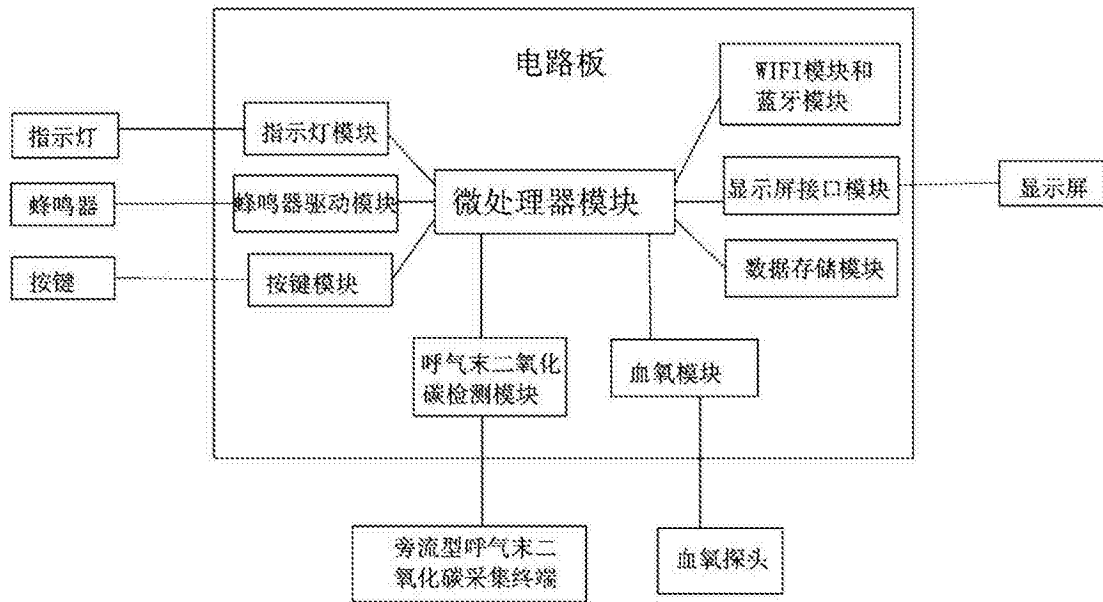 电路板
WIFI模块和
蓝牙模块
指示灯
指示灯模块
微处理器模块
显示屏接口模块
显示屏
蜂鸣器
蜂鸣器驱动模块
按键
按键模块
数据存储模块
呼气末二氧化
碳检测模块
血氧模块
旁流型呼气末二
氧化碳采集终端
血氧探头